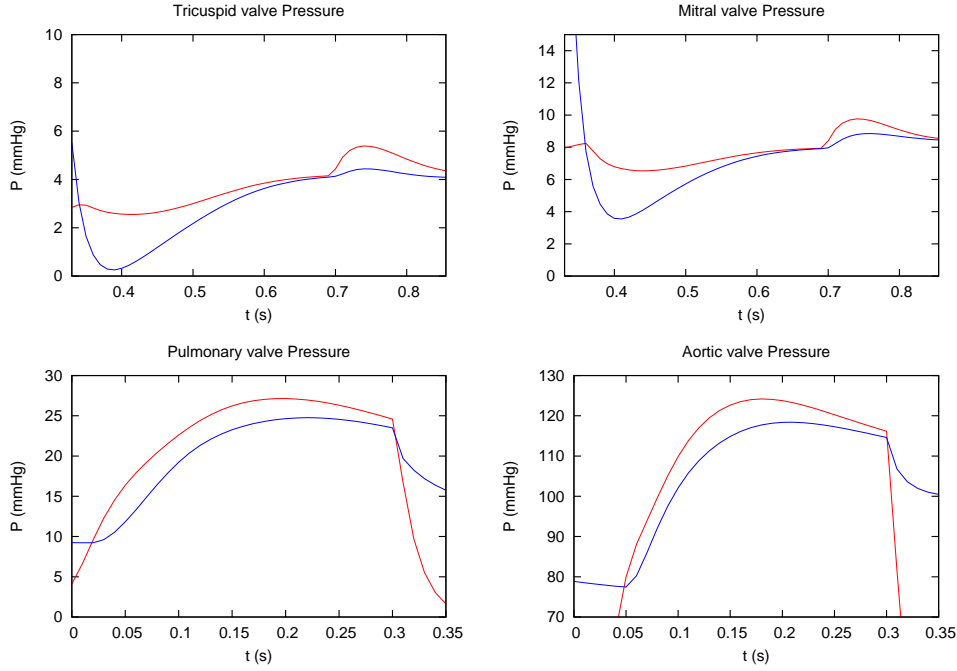 Tricuspid valve Pressure
P (mmHg)
10
8
6
4
2
0
0.4 0.5 0.6 0.7 0.8
t (s)
Mitral valve Pressure
P (mmHg)
14
12
10
8
6
4
2
0
0.4 0.5 0.6 0.7 0.8
t (s)
Pulmonary valve Pressure
P (mmHg)
30
25
20
15
10
5
0
0 0.05 0.1 0.15 0.2 0.25 0.3 0.35
t (s)
Aortic valve Pressure
P (mmHg)
130
120
110
100
90
80
70
0 0.05 0.1 0.15 0.2 0.25 0.3 0.35
t (s)